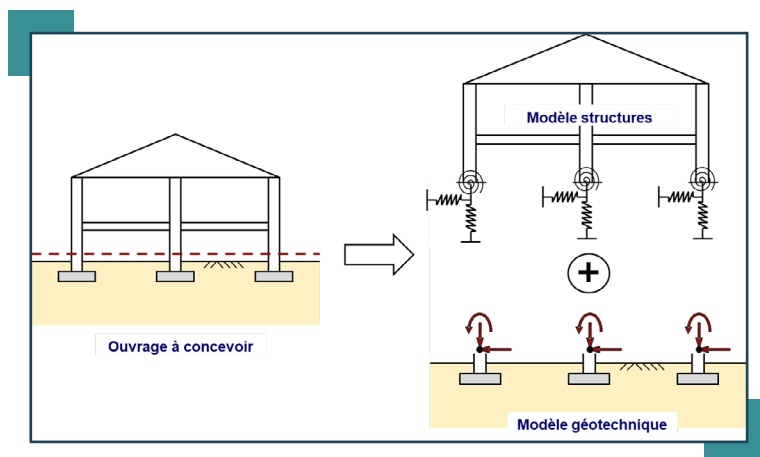 Modèle structures
+
Ouvrage à concevoir
Modèle géotechnique